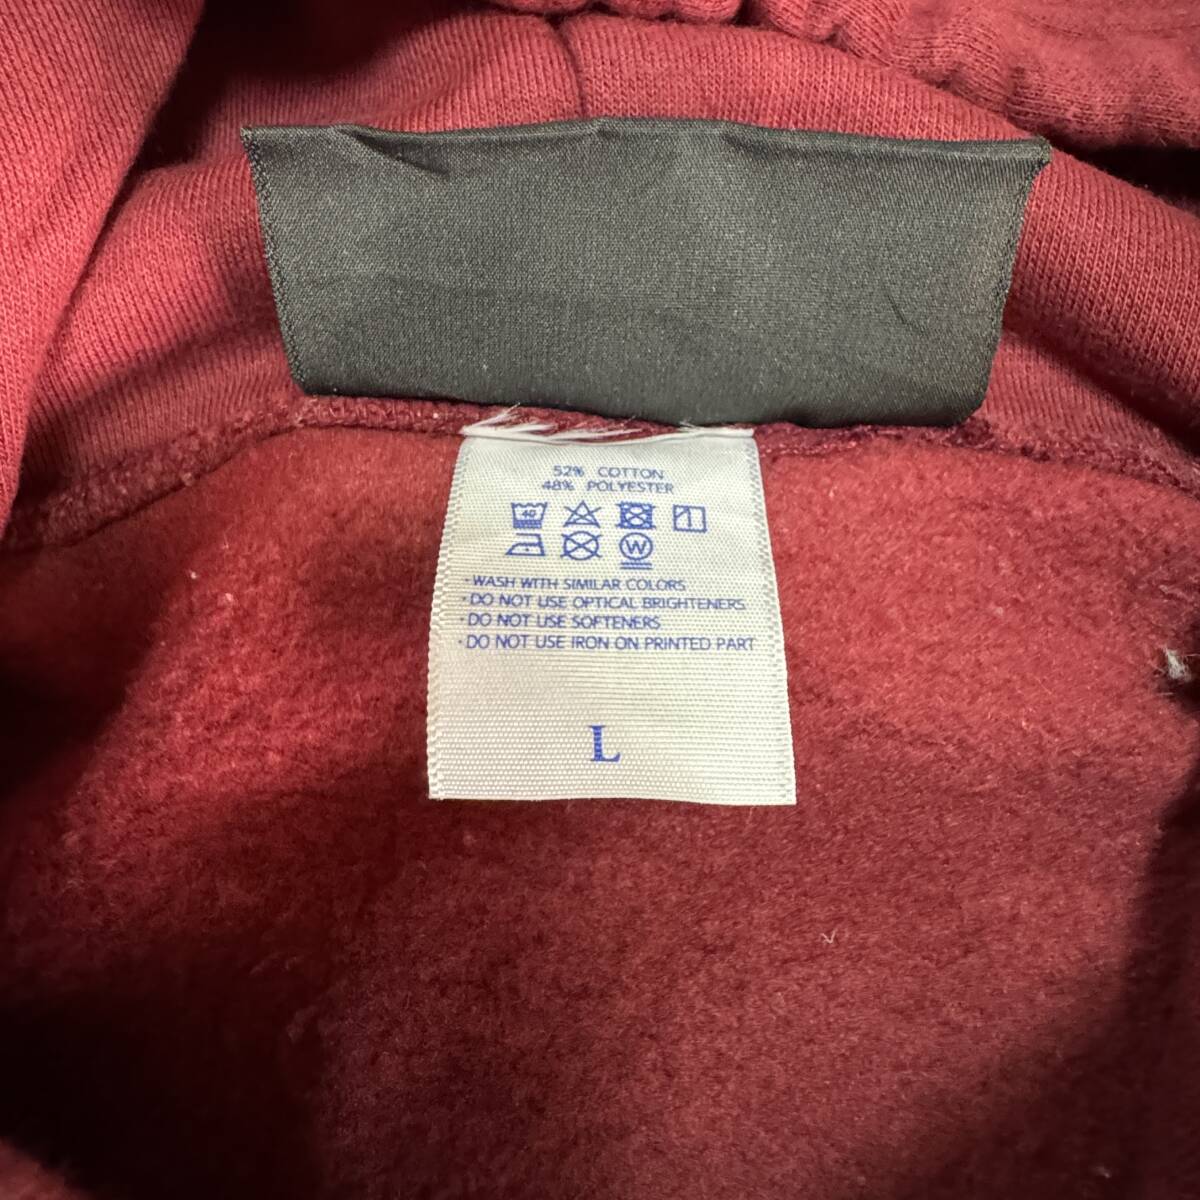 52% COTTON
48% POLYESTER
40
W
·WASH WITH SIMILAR COLORS
·DO NOT USE OPTICAL BRIGHTENERS
·DO NOT USE SOFTENERS
·DO NOT USE IRON ON PRINTED PART
L